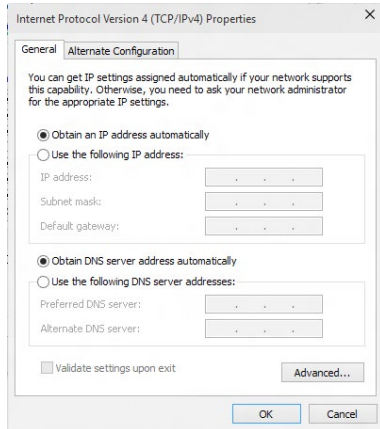 Internet Protocol Version 4 (TCP/IPv4) Properties
General
Alternate Configuration
You can get IP settings assigned automatically if your network supports
this capability. Otherwise, you need to ask your network administrator
for the appropriate IP settings.
Obtain an IP address automatically
Use the following IP address:
IP address:
Subnet mask:
Default gateway:
Obtain DNS server address automatically
Use the following DNS server addresses:
Preferred DNS server:
Alternate DNS server:
Validate settings upon exit
Advanced...
OK
Cancel